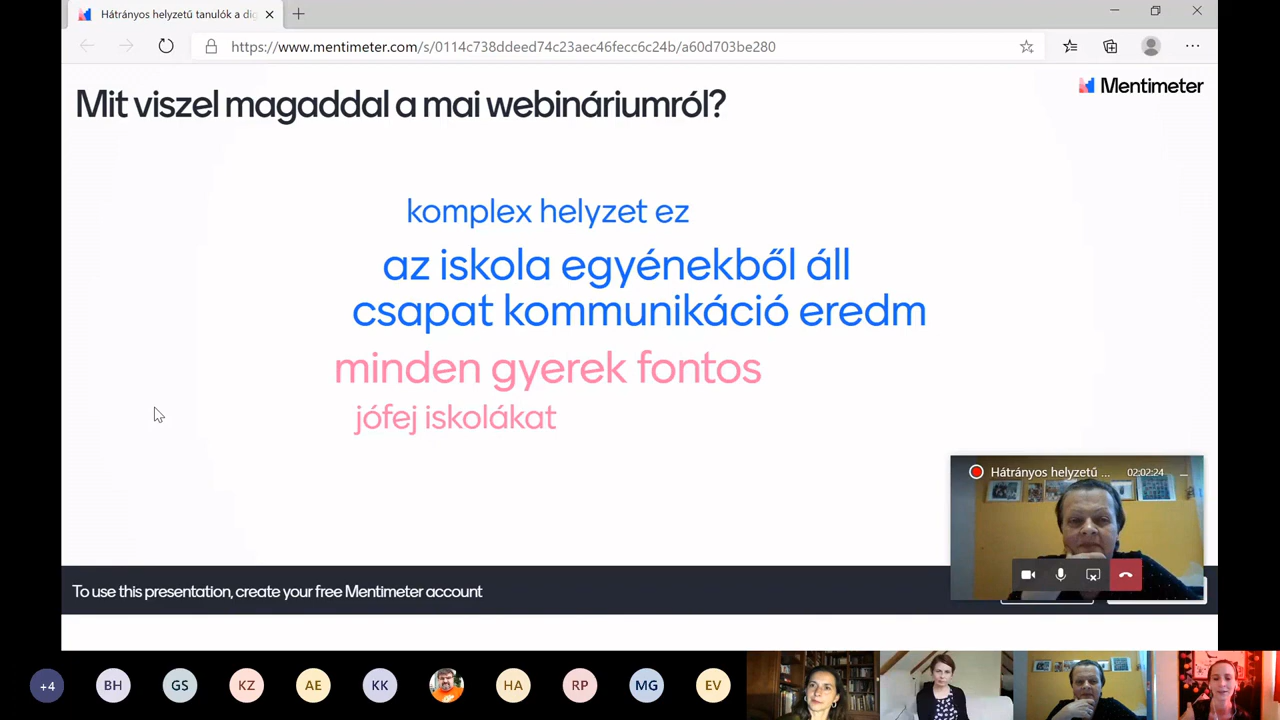 Hátrányos helyzetű tanulók a dig
https://www.mentimeter.com/s/0114c738ddeed74c23aec46fecc6c24b/a60d703be280
Mit viszel magaddal a mai webináriumról?
Mentimeter
komplex helyzet ez
az iskola egyénekből áll
csapat kommunikáció eredm
minden gyerek fontos
jófej iskolákat
Hátrányos helyzetű ...
02:02:24
To use this presentation, create your free Mentimeter account
+4
BH
GS
KZ
AE
KK
HA
RP
MG
EV